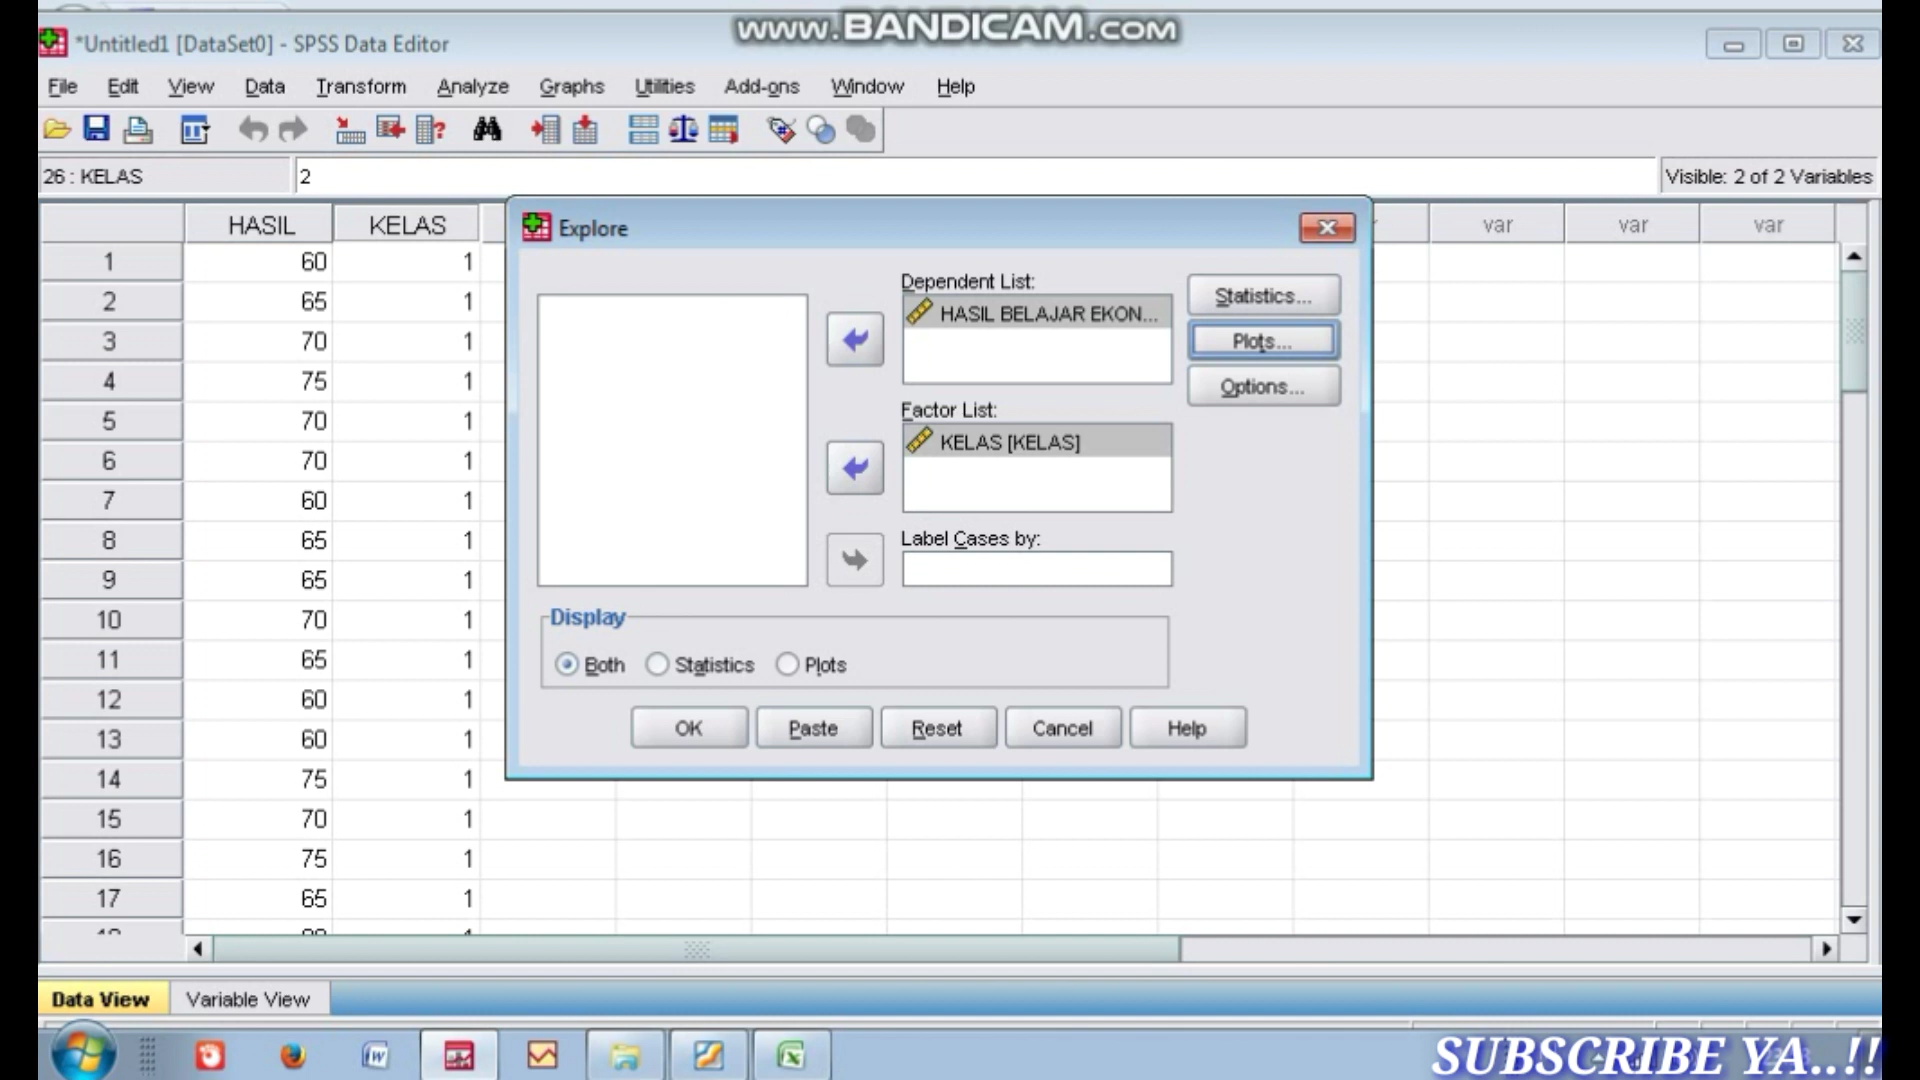 www.BANDICAM.com
*Untitled1 [DataSet0] - SPSS Data Editor
File Edit View Data Transform Analyze Graphs Utilities Add-ons Window Help
26 : KELAS 2 Visible: 2 of 2 Variables
HASIL KELAS var var var
1 60 1
2 65 1
3 70 1
4 75 1
5 70 1
6 70 1
7 60 1
8 65 1
9 65 1
10 70 1
11 65 1
12 60 1
13 60 1
14 75 1
15 70 1
16 75 1
17 65 1
Explore
Dependent List:
HASIL BELAJAR EKON...
Statistics...
Plots...
Options...
Factor List:
KELAS [KELAS]
Label Cases by:
Display
Both Statistics Plots
OK Paste Reset Cancel Help
Data View Variable View
SUBSCRIBE YA..!!